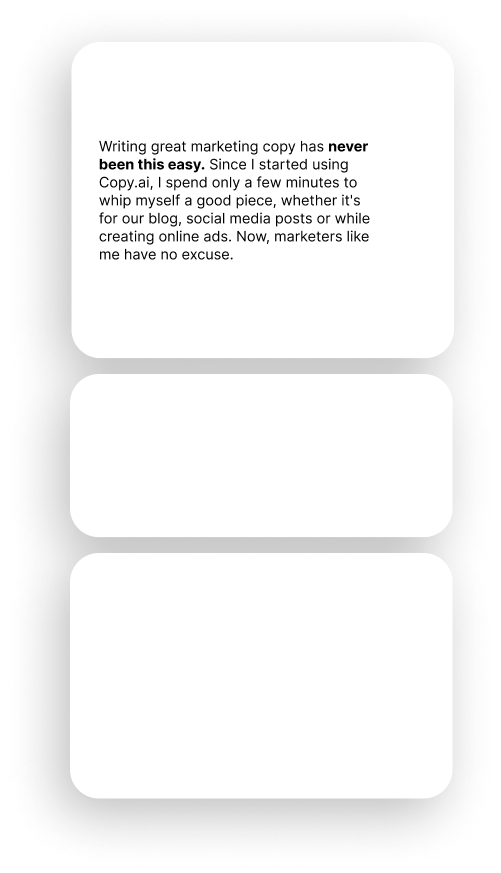 Writing great marketing copy has never
been this easy. Since I started using
Copy.ai, I spend only a few minutes to
whip myself a good piece, whether it's
for our blog, social media posts or while
creating online ads. Now, marketers like
me have no excuse.